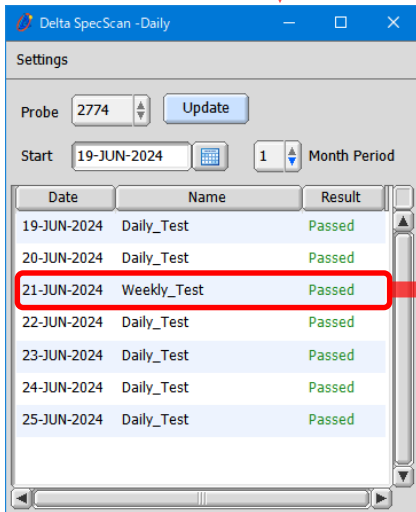 Delta SpecScan -Daily
Settings
Probe 2774 Update
Start 19-JUN-2024 1 Month Period
Date Name Result
19-JUN-2024 Daily_Test Passed
20-JUN-2024 Daily_Test Passed
21-JUN-2024 Weekly_Test Passed
22-JUN-2024 Daily_Test Passed
23-JUN-2024 Daily_Test Passed
24-JUN-2024 Daily_Test Passed
25-JUN-2024 Daily_Test Passed